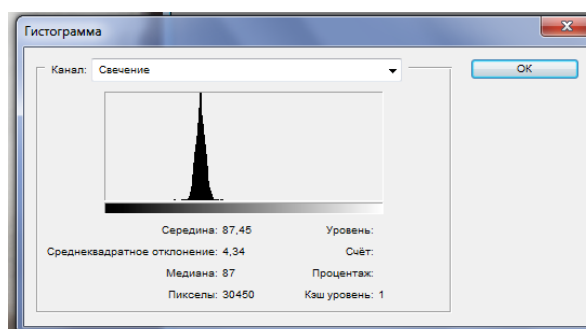 Гистограмма
Канал: Свечение
ОК
Середина: 87,45 Уровень:
Среднеквадратное отклонение: 4,34 Счёт:
Медиана: 87 Процентаж:
Пикселы: 30450 Кэш уровень: 1